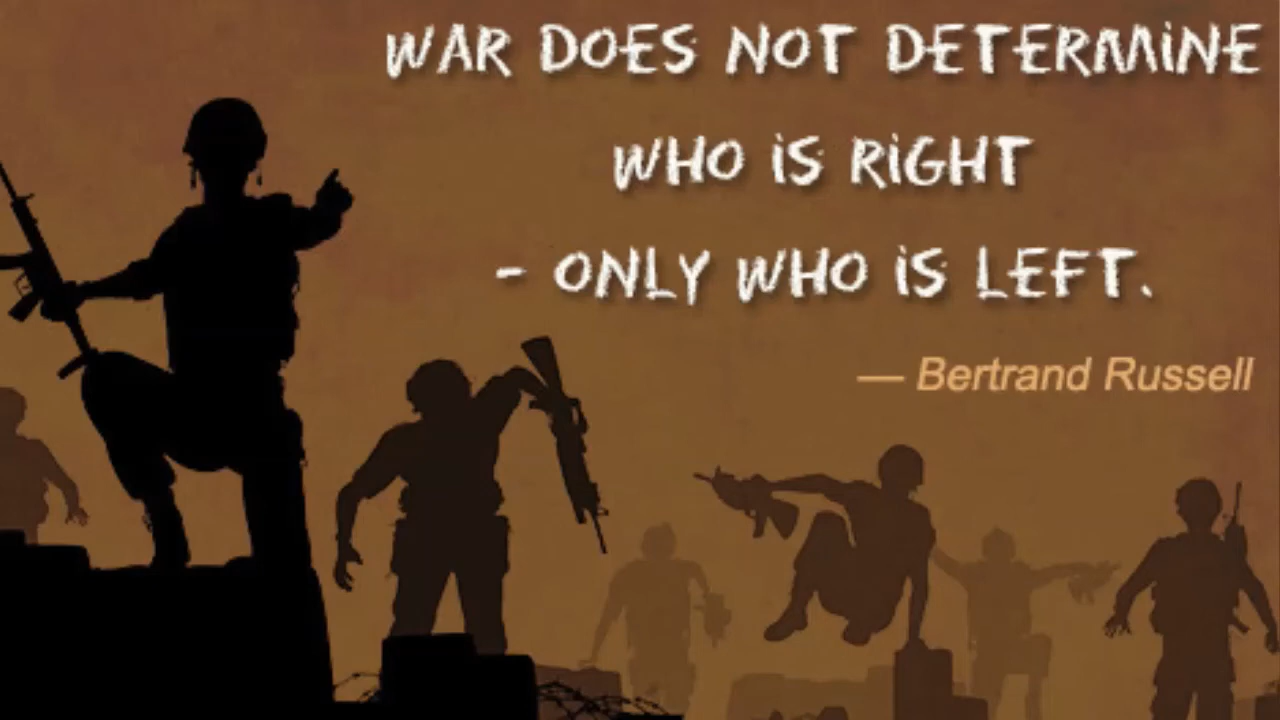 WAR DOES NOT DETERMINE
WHO IS RIGHT
- ONLY WHO IS LEFT.
— Bertrand Russell